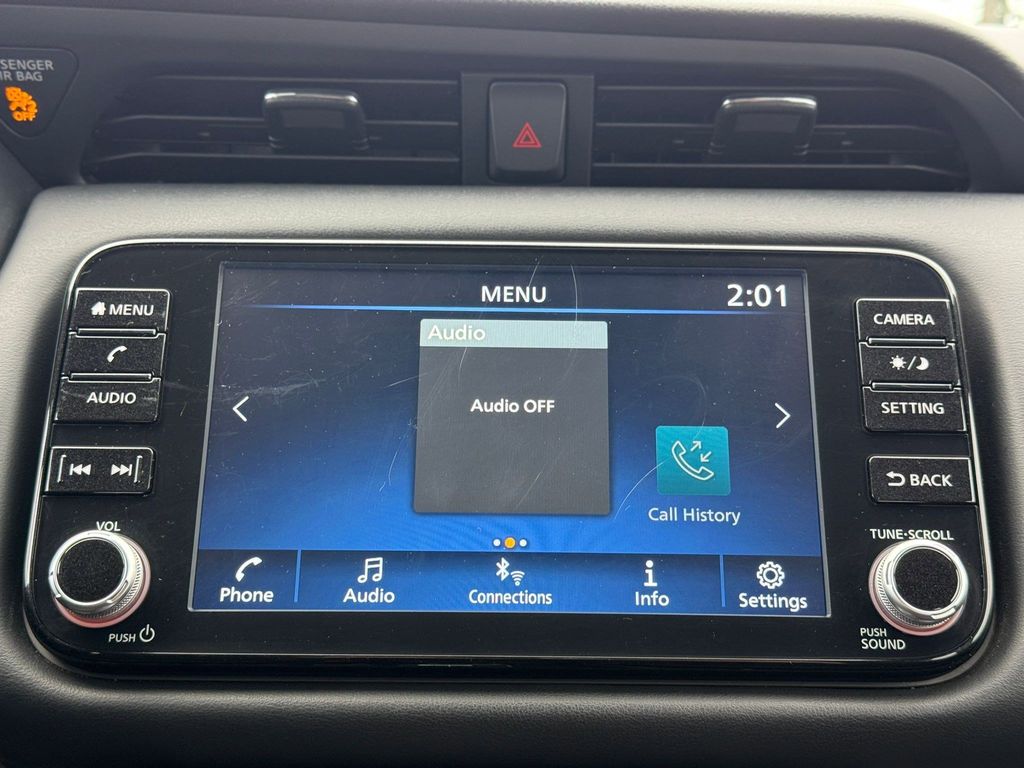 SENGER
IR BAG
OFF
MENU
2:01
MENU
Audio
CAMERA
AUDIO
Audio OFF
SETTING
BACK
Call History
VOL
TUNE·SCROLL
Phone
Audio
Connections
Info
Settings
PUSH
PUSH
SOUND